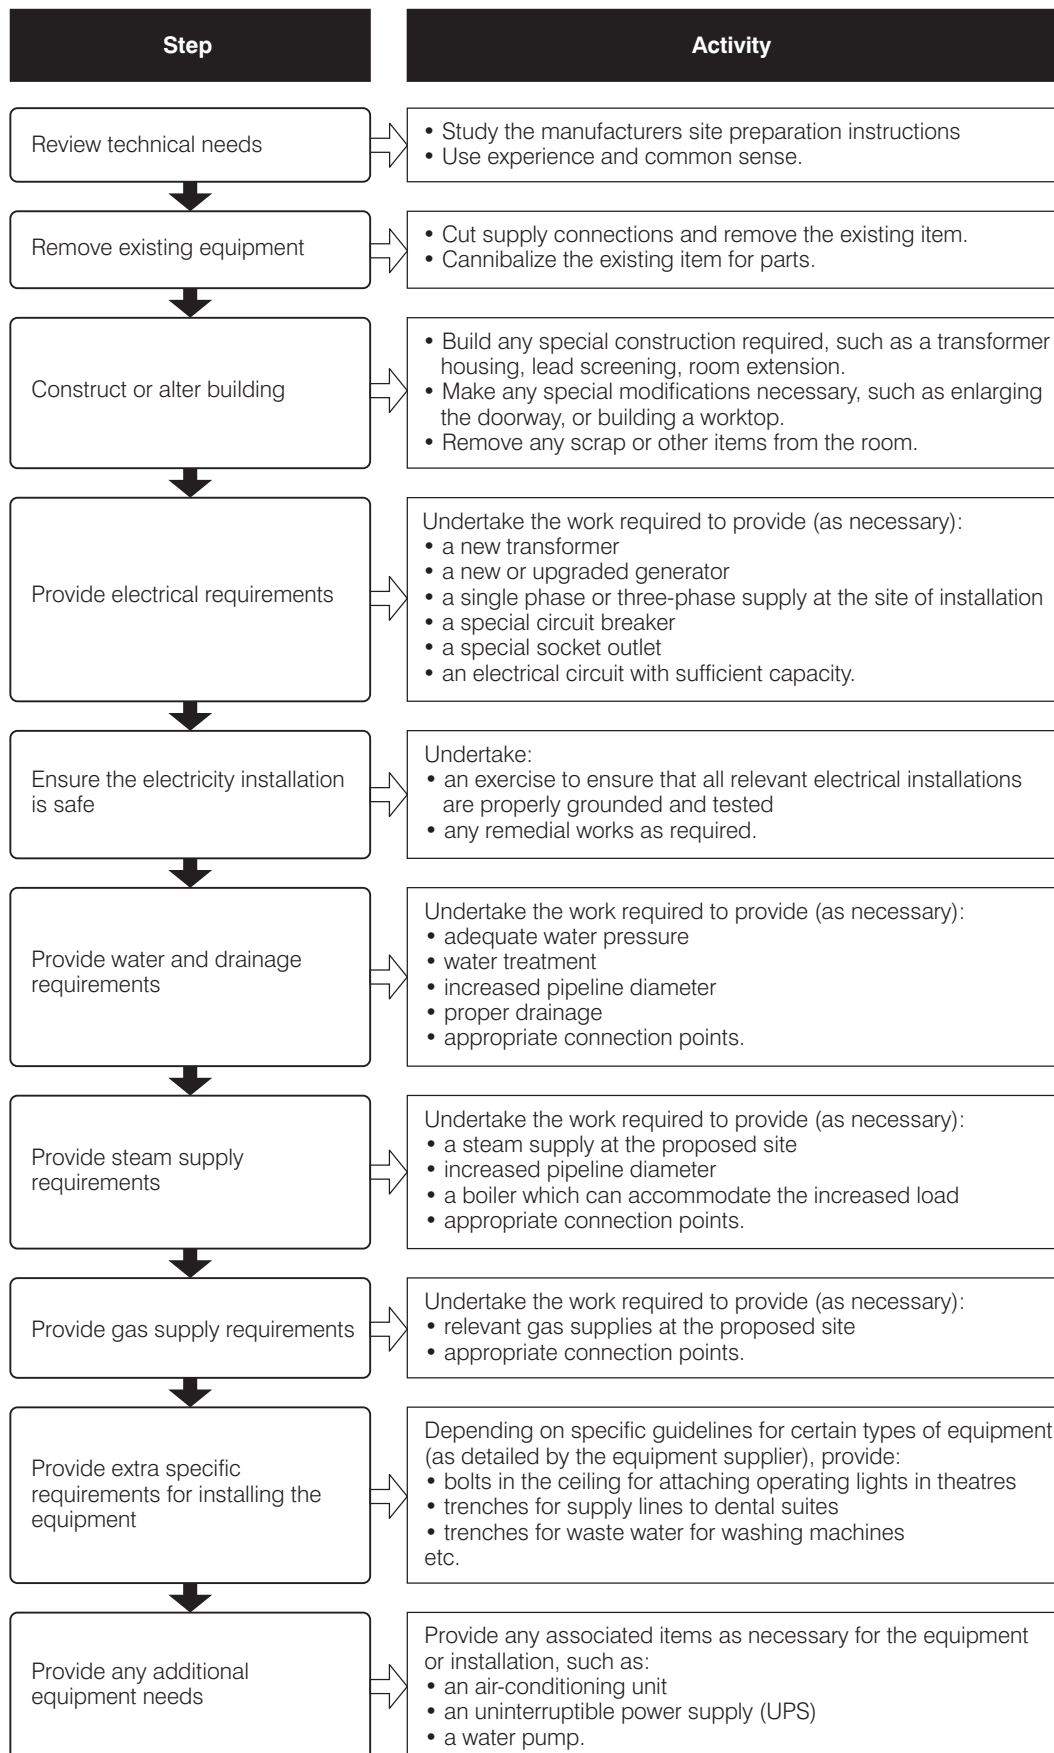 Step
Activity
Review technical needs
• Study the manufacturers site preparation instructions
• Use experience and common sense.
Remove existing equipment
• Cut supply connections and remove the existing item.
• Cannibalize the existing item for parts.
Construct or alter building
• Build any special construction required, such as a transformer
housing, lead screening, room extension.
• Make any special modifications necessary, such as enlarging
the doorway, or building a worktop.
• Remove any scrap or other items from the room.
Provide electrical requirements
Undertake the work required to provide (as necessary):
• a new transformer
• a new or upgraded generator
• a single phase or three-phase supply at the site of installation
• a special circuit breaker
• a special socket outlet
• an electrical circuit with sufficient capacity.
Ensure the electricity installation
is safe
Undertake:
• an exercise to ensure that all relevant electrical installations
are properly grounded and tested
• any remedial works as required.
Provide water and drainage
requirements
Undertake the work required to provide (as necessary):
• adequate water pressure
• water treatment
• increased pipeline diameter
• proper drainage
• appropriate connection points.
Provide steam supply
requirements
Undertake the work required to provide (as necessary):
• a steam supply at the proposed site
• increased pipeline diameter
• a boiler which can accommodate the increased load
• appropriate connection points.
Provide gas supply requirements
Undertake the work required to provide (as necessary):
• relevant gas supplies at the proposed site
• appropriate connection points.
Provide extra specific
requirements for installing the
equipment
Depending on specific guidelines for certain types of equipment
(as detailed by the equipment supplier), provide:
• bolts in the ceiling for attaching operating lights in theatres
• trenches for supply lines to dental suites
• trenches for waste water for washing machines
etc.
Provide any additional
equipment needs
Provide any associated items as necessary for the equipment
or installation, such as:
• an air-conditioning unit
• an uninterruptible power supply (UPS)
• a water pump.